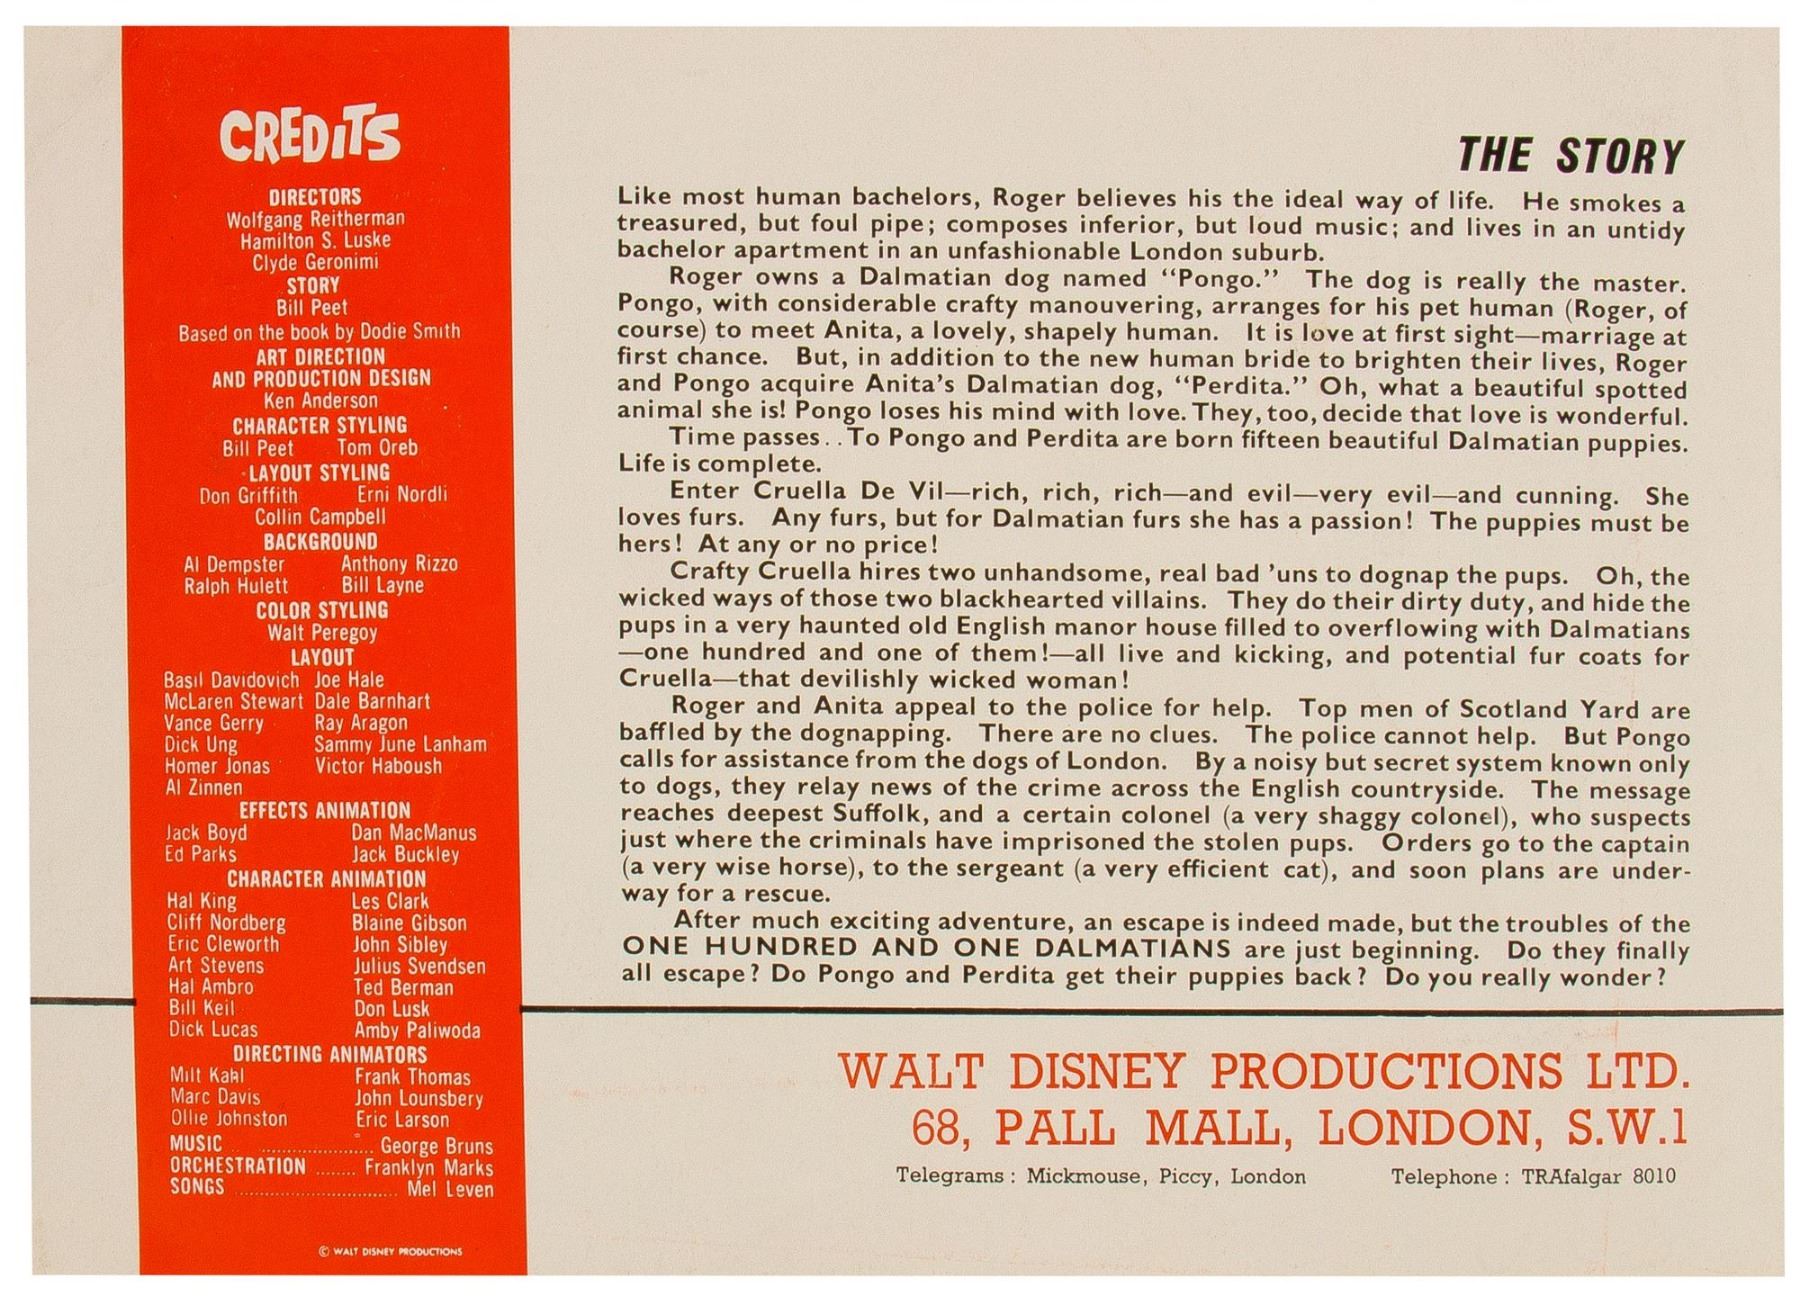 CREDITS
DIRECTORS
Wolfgang Reitherman
Hamilton S. Luske
Clyde Geronimi
STORY
Bill Peet
Based on the book by Dodie Smith
ART DIRECTION
AND PRODUCTION DESIGN
Ken Anderson
CHARACTER STYLING
Bill Peet Tom Oreb
LAYOUT STYLING
Don Griffith Erni Nordli
Collin Campbell
BACKGROUND
Al Dempster Anthony Rizzo
Ralph Hulett Bill Layne
COLOR STYLING
Walt Peregoy
LAYOUT
Basil Davidovich Joe Hale
McLaren Stewart Dale Barnhart
Vance Gerry Ray Aragon
Dick Ung Sammy June Lanham
Homer Jonas Victor Haboush
Al Zinnen
EFFECTS ANIMATION
Jack Boyd Dan MacManus
Ed Parks Jack Buckley
CHARACTER ANIMATION
Hal King Les Clark
Cliff Nordberg Blaine Gibson
Eric Cleworth John Sibley
Art Stevens Julius Svendsen
Hal Ambro Ted Berman
Bill Keil Don Lusk
Dick Lucas Amby Paliwoda
DIRECTING ANIMATORS
Milt Kahl Frank Thomas
Marc Davis John Lounsbery
Ollie Johnston Eric Larson
MUSIC ........................ George Bruns
ORCHESTRATION ........ Franklyn Marks
SONGS ................................. Mel Leven
© WALT DISNEY PRODUCTIONS
THE STORY
Like most human bachelors, Roger believes his the ideal way of life. He smokes a
treasured, but foul pipe; composes inferior, but loud music; and lives in an untidy
bachelor apartment in an unfashionable London suburb.
Roger owns a Dalmatian dog named “Pongo.” The dog is really the master.
Pongo, with considerable crafty manouvering, arranges for his pet human (Roger, of
course) to meet Anita, a lovely, shapely human. It is love at first sight—marriage at
first chance. But, in addition to the new human bride to brighten their lives, Roger
and Pongo acquire Anita’s Dalmatian dog, “Perdita.” Oh, what a beautiful spotted
animal she is! Pongo loses his mind with love. They, too, decide that love is wonderful.
Time passes. . To Pongo and Perdita are born fifteen beautiful Dalmatian puppies.
Life is complete.
Enter Cruella De Vil—rich, rich, rich—and evil—very evil—and cunning. She
loves furs. Any furs, but for Dalmatian furs she has a passion! The puppies must be
hers! At any or no price!
Crafty Cruella hires two unhandsome, real bad ’uns to dognap the pups. Oh, the
wicked ways of those two blackhearted villains. They do their dirty duty, and hide the
pups in a very haunted old English manor house filled to overflowing with Dalmatians
—one hundred and one of them!—all live and kicking, and potential fur coats for
Cruella—that devilishly wicked woman!
Roger and Anita appeal to the police for help. Top men of Scotland Yard are
baffled by the dognapping. There are no clues. The police cannot help. But Pongo
calls for assistance from the dogs of London. By a noisy but secret system known only
to dogs, they relay news of the crime across the English countryside. The message
reaches deepest Suffolk, and a certain colonel (a very shaggy colonel), who suspects
just where the criminals have imprisoned the stolen pups. Orders go to the captain
(a very wise horse), to the sergeant (a very efficient cat), and soon plans are under-
way for a rescue.
After much exciting adventure, an escape is indeed made, but the troubles of the
ONE HUNDRED AND ONE DALMATIANS are just beginning. Do they finally
all escape? Do Pongo and Perdita get their puppies back? Do you really wonder?
WALT DISNEY PRODUCTIONS LTD.
68, PALL MALL, LONDON, S.W.1
Telegrams : Mickmouse, Piccy, London Telephone : TRAfalgar 8010